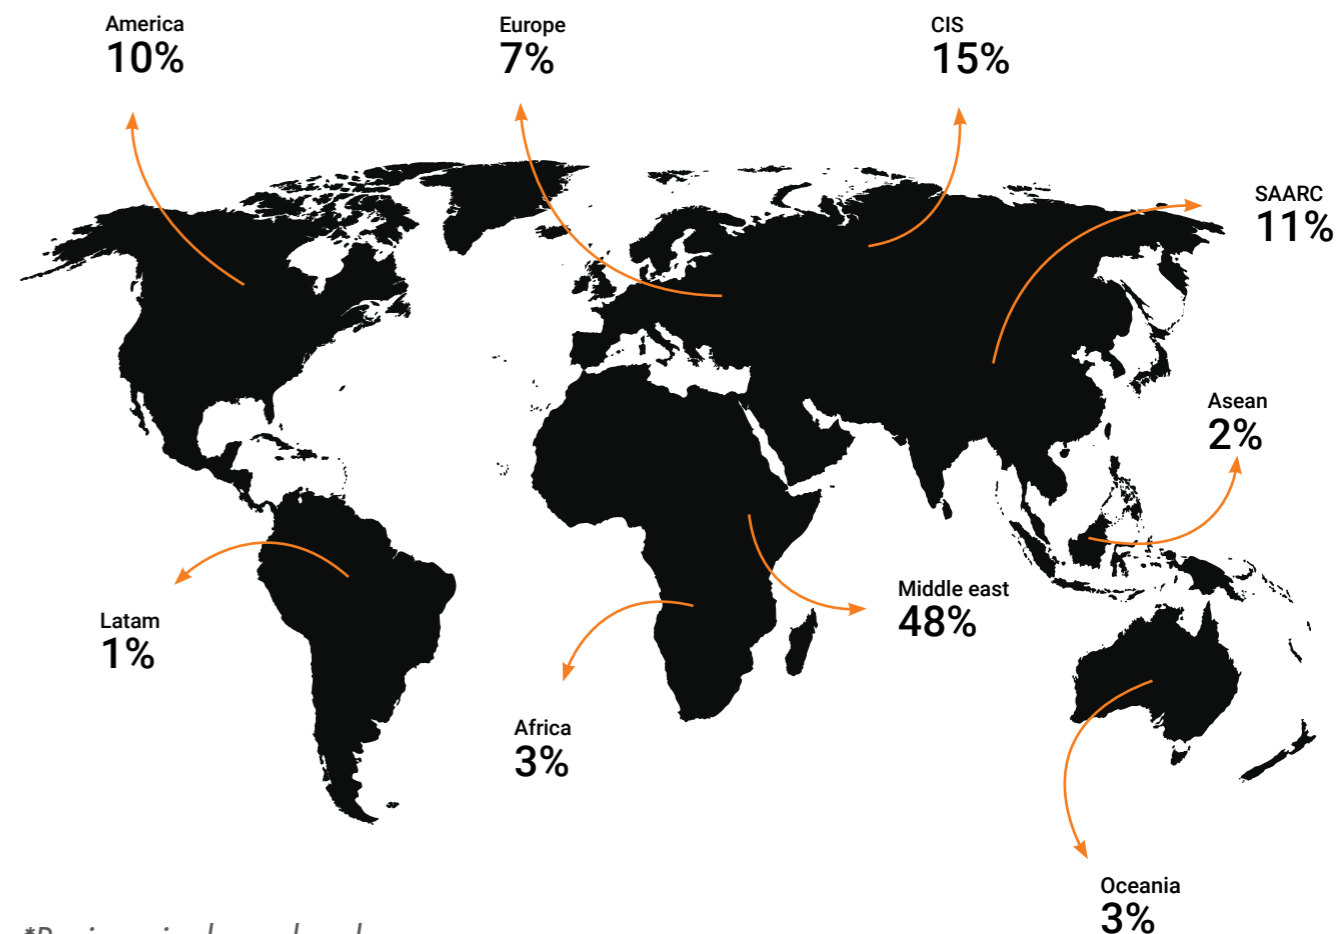 America
10%
Europe
7%
CIS
15%
SAARC
11%
Asean
2%
Middle east
48%
Latam
1%
Africa
3%
Oceania
3%